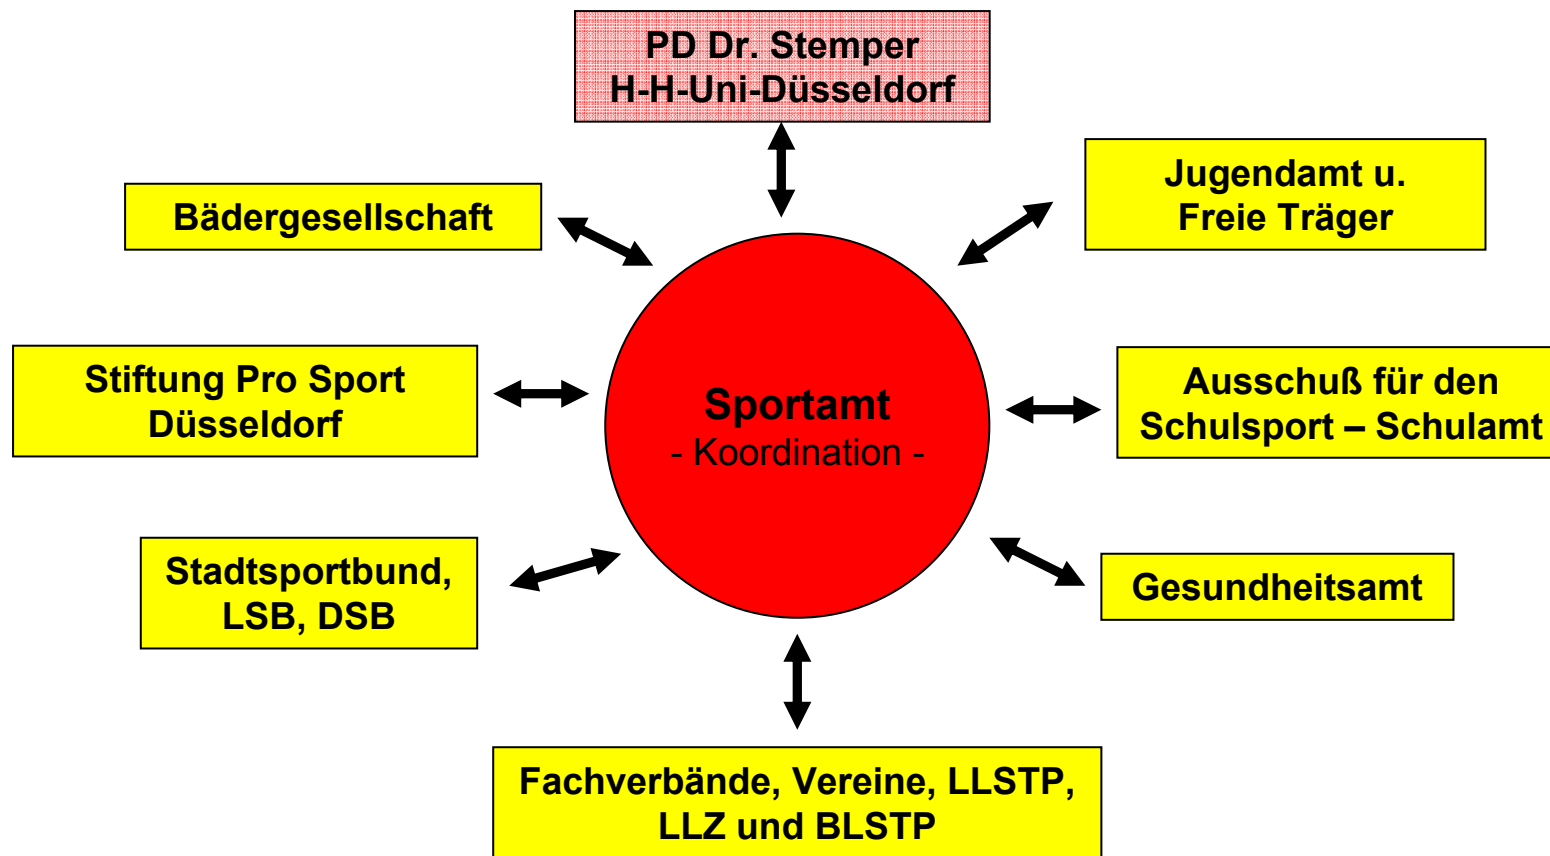 PD Dr. Stemper
H-H-Uni-Düsseldorf
Jugendamt u.
Freie Träger
Bädergesellschaft
Stiftung Pro Sport
Düsseldorf
Sportamt
- Koordination -
Ausschuß für den
Schulsport – Schulamt
Stadtsportbund,
LSB, DSB
Gesundheitsamt
Fachverbände, Vereine, LLSTP,
LLZ und BLSTP